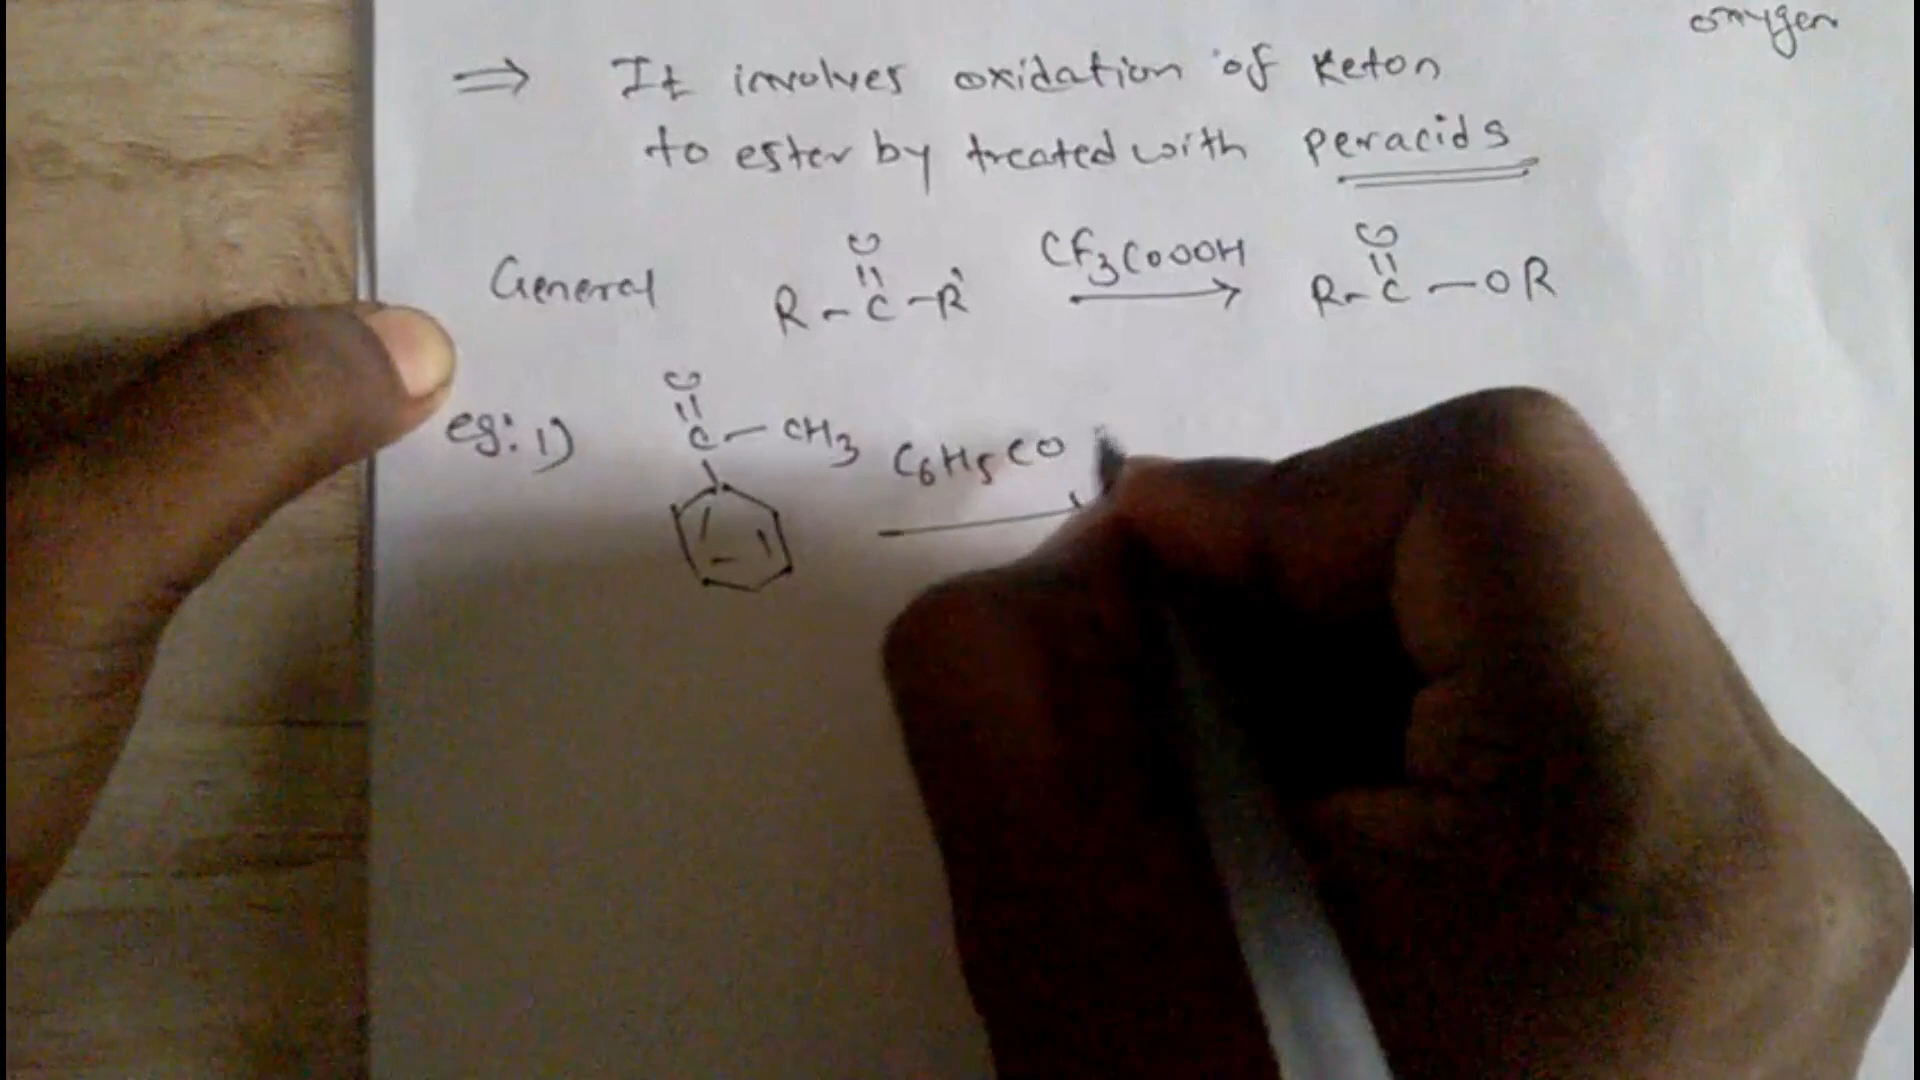 oxygen
⇒ It involves oxidation of Keton
to ester by treated with peracids
General R-C-R' CF3COOOH → R-C-OR
O || O ||
eg: 1) C-CH3 C6H5CO
O ||